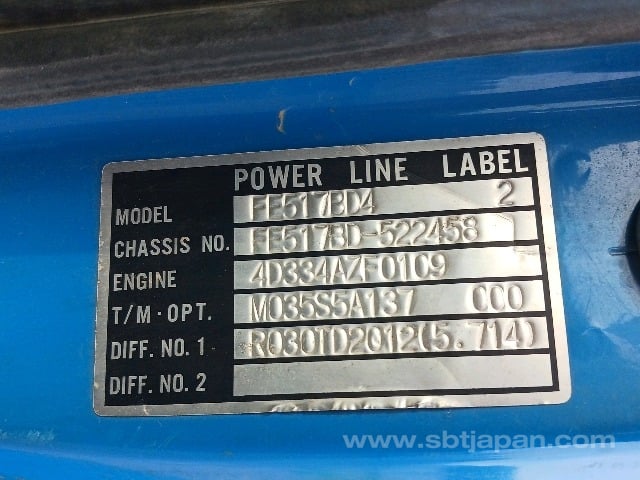 POWER LINE LABEL
MODEL FE517BD4 2
CHASSIS NO. FE517BD-522458
ENGINE 4D334AZF0109
T/M·OPT. M035S5A137 000
DIFF. NO. 1 R030TD2012(5.714)
DIFF. NO. 2
www.sbtjapan.com